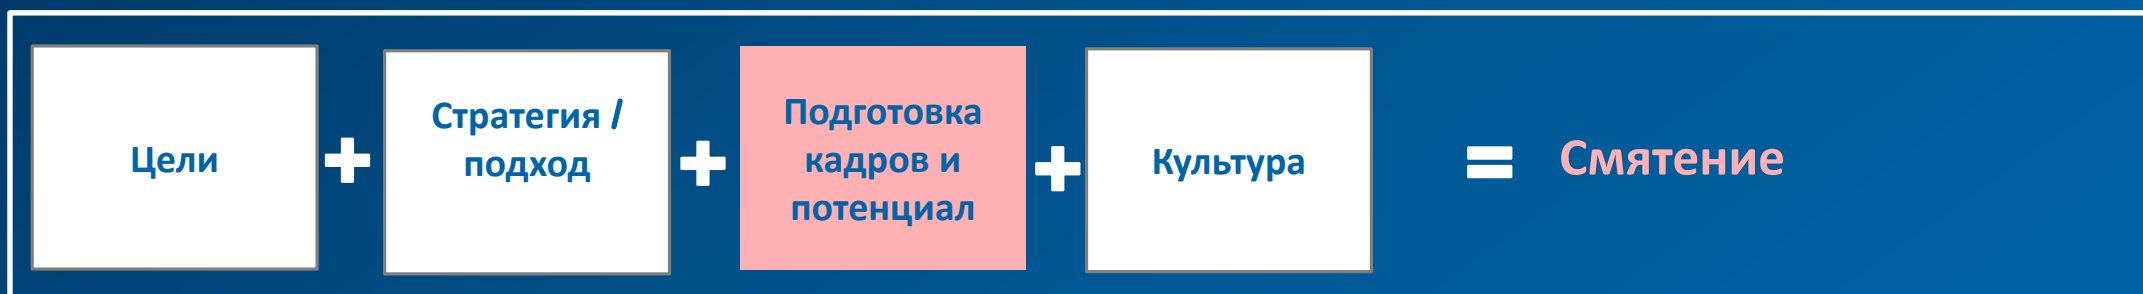 Цели
+
Стратегия /
подход
+
Подготовка
кадров и
потенциал
+
Культура
=
Смятение